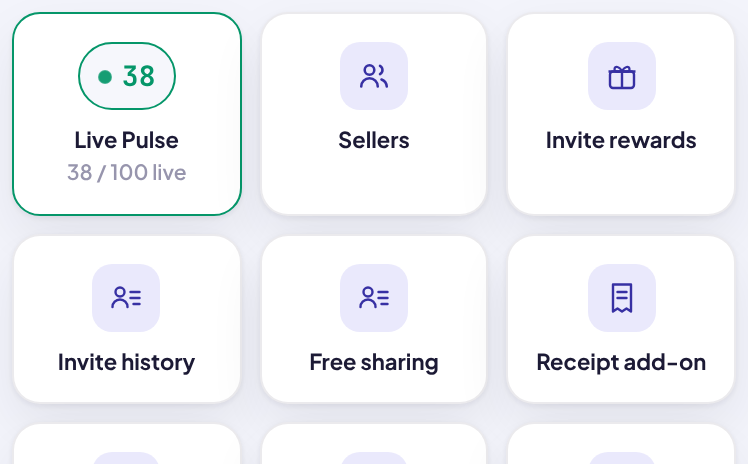 38
Live Pulse
38 / 100 live
Sellers
Invite rewards
Invite history
Free sharing
Receipt add-on